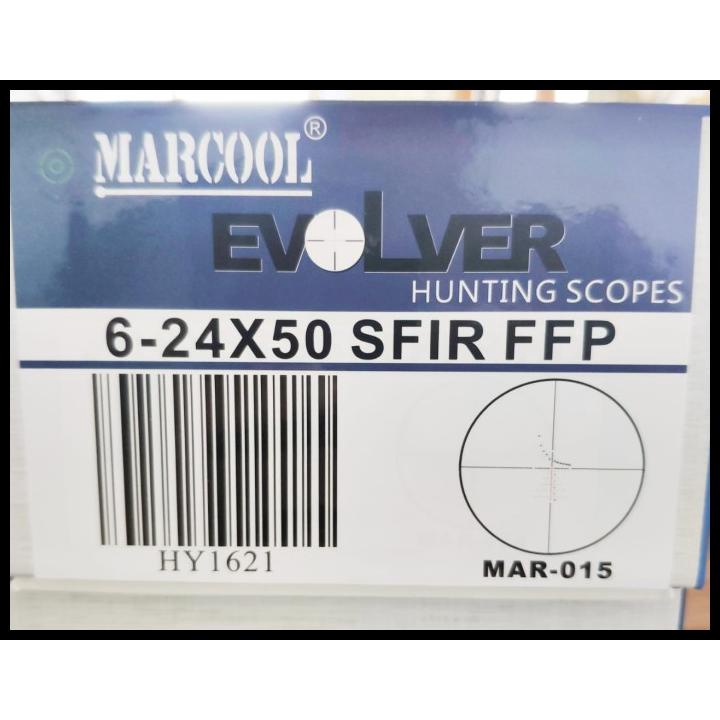 MARCOOL®
EVOLVER
HUNTING SCOPES
6-24X50 SFIR FFP
HY1621
MAR-015